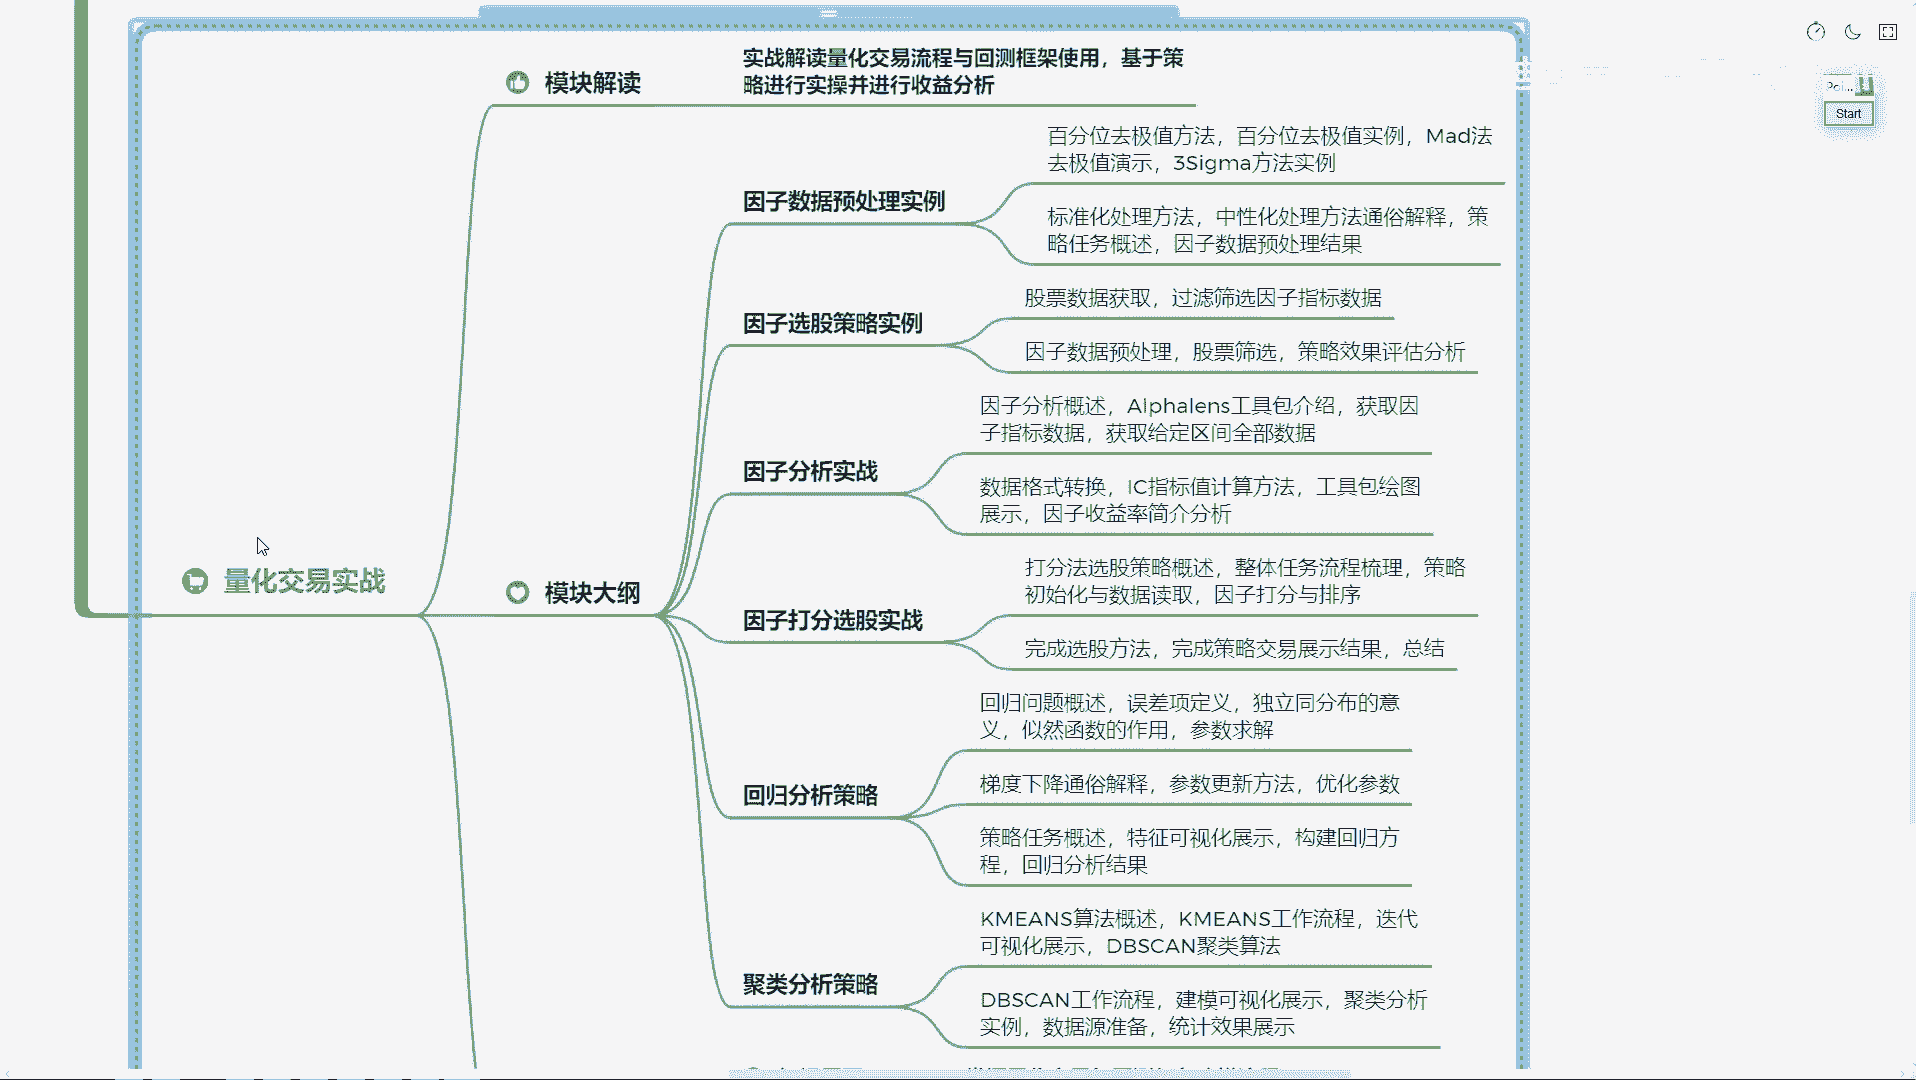 模块解读
实战解读量化交易流程与回测框架使用，基于策
略进行实操并进行收益分析
Start
百分位去极值方法，百分位去极值实例，Mad法
去极值演示，3Sigma方法实例
因子数据预处理实例
标准化处理方法，中性化处理方法通俗解释，策
略任务概述，因子数据预处理结果
股票数据获取，过滤筛选因子指标数据
因子选股策略实例
因子数据预处理，股票筛选，策略效果评估分析
因子分析概述，Alphalens工具包介绍，获取因
子指标数据，获取给定区间全部数据
因子分析实战
数据格式转换，IC指标值计算方法，工具包绘图
展示，因子收益率简介分析
量化交易实战
模块大纲
打分法选股策略概述，整体任务流程梳理，策略
初始化与数据读取，因子打分与排序
因子打分选股实战
完成选股方法，完成策略交易展示结果，总结
回归问题概述，误差项定义，独立同分布的意
义，似然函数的作用，参数求解
回归分析策略
梯度下降通俗解释，参数更新方法，优化参数
策略任务概述，特征可视化展示，构建回归方
程，回归分析结果
KMEANS算法概述，KMEANS工作流程，迭代
可视化展示，DBSCAN聚类算法
聚类分析策略
DBSCAN工作流程，建模可视化展示，聚类分析
实例，数据源准备，统计效果展示